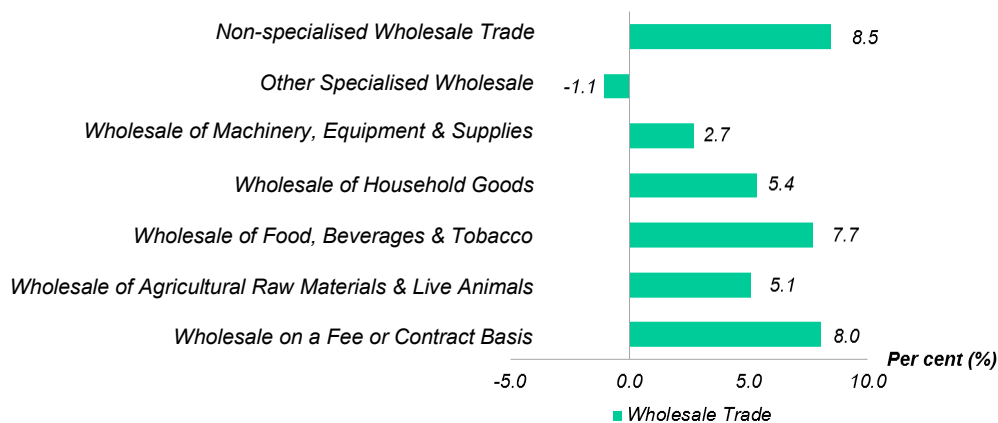 Non-specialised Wholesale Trade
8.5
Other Specialised Wholesale
-1.1
Wholesale of Machinery, Equipment & Supplies
2.7
Wholesale of Household Goods
5.4
Wholesale of Food, Beverages & Tobacco
7.7
Wholesale of Agricultural Raw Materials & Live Animals
5.1
Wholesale on a Fee or Contract Basis
8.0
Per cent (%)
-5.0 0.0 5.0 10.0
Wholesale Trade